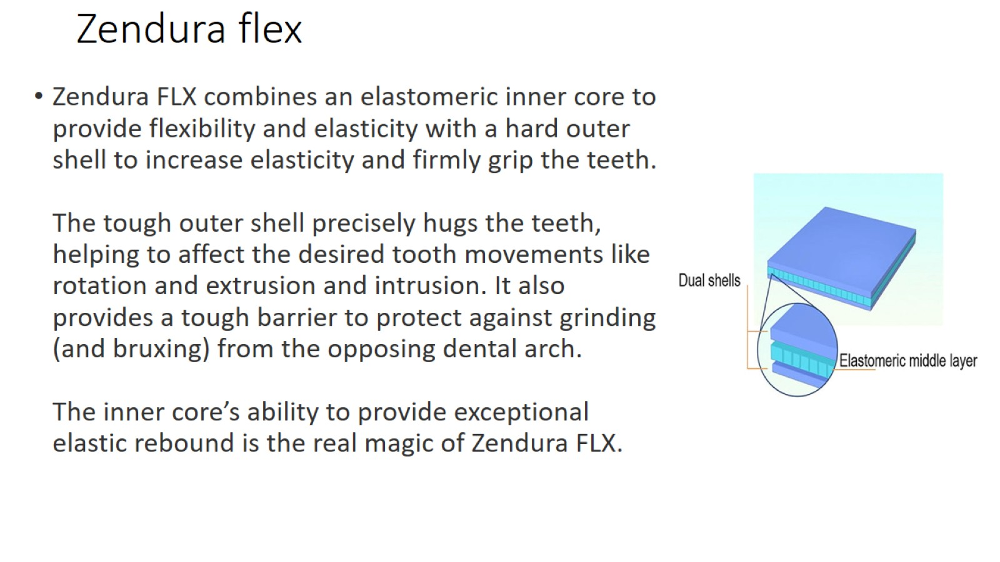 Zendura flex
• Zendura FLX combines an elastomeric inner core to
provide flexibility and elasticity with a hard outer
shell to increase elasticity and firmly grip the teeth.
The tough outer shell precisely hugs the teeth,
helping to affect the desired tooth movements like
rotation and extrusion and intrusion. It also
provides a tough barrier to protect against grinding
(and bruxing) from the opposing dental arch.
The inner core’s ability to provide exceptional
elastic rebound is the real magic of Zendura FLX.
Dual shells
Elastomeric middle layer